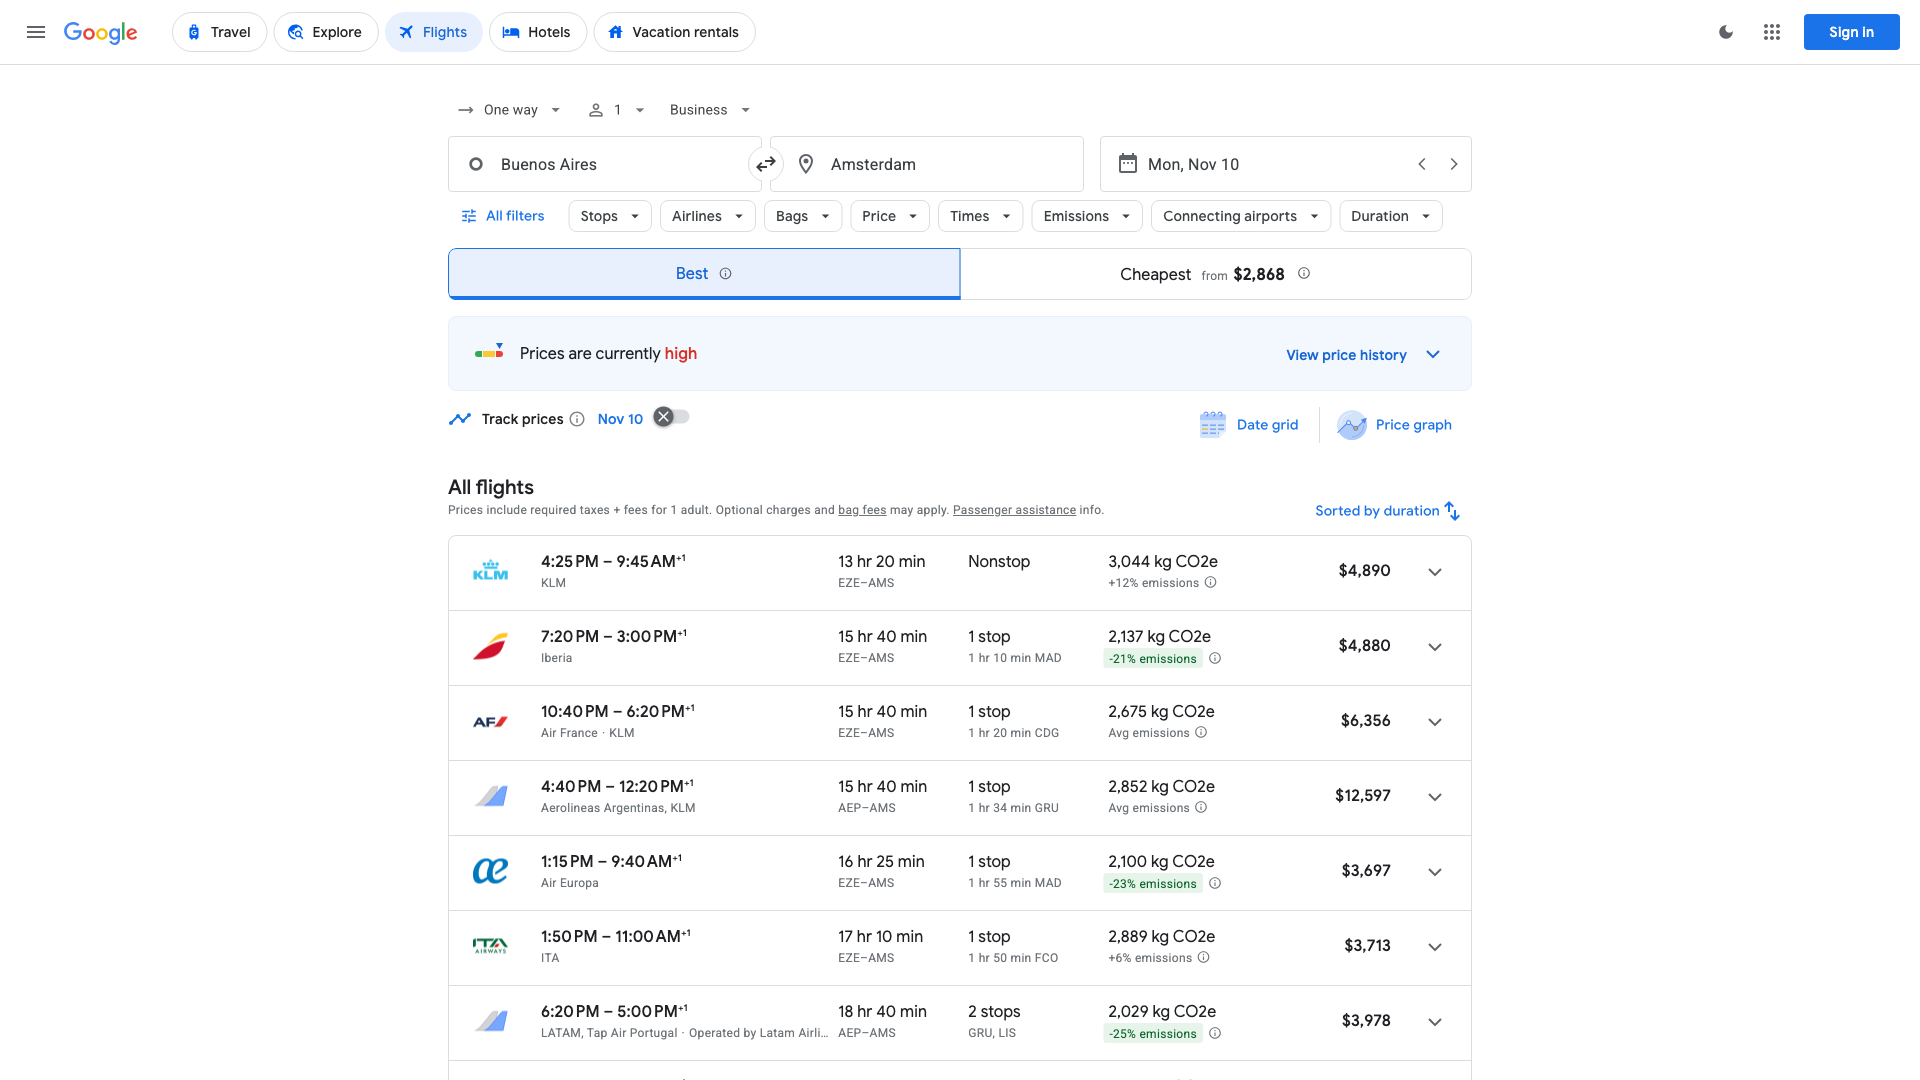 Google
Travel
Explore
Flights
Hotels
Vacation rentals
Sign in
One way
1
Business
Buenos Aires
Amsterdam
Mon, Nov 10
All filters
Stops
Airlines
Bags
Price
Times
Emissions
Connecting airports
Duration
Best
Cheapest from $2,868
Prices are currently high
View price history
Track prices
Nov 10
Date grid
Price graph
All flights
Prices include required taxes + fees for 1 adult. Optional charges and bag fees may apply. Passenger assistance info.
Sorted by duration
KLM
4:25 PM – 9:45 AM+1
KLM
13 hr 20 min
EZE–AMS
Nonstop
3,044 kg CO2e
+12% emissions
$4,890
7:20 PM – 3:00 PM+1
Iberia
15 hr 40 min
EZE–AMS
1 stop
1 hr 10 min MAD
2,137 kg CO2e
-21% emissions
$4,880
AF
10:40 PM – 6:20 PM+1
Air France · KLM
15 hr 40 min
EZE–AMS
1 stop
1 hr 20 min CDG
2,675 kg CO2e
Avg emissions
$6,356
4:40 PM – 12:20 PM+1
Aerolineas Argentinas, KLM
15 hr 40 min
AEP–AMS
1 stop
1 hr 34 min GRU
2,852 kg CO2e
Avg emissions
$12,597
æ
1:15 PM – 9:40 AM+1
Air Europa
16 hr 25 min
EZE–AMS
1 stop
1 hr 55 min MAD
2,100 kg CO2e
-23% emissions
$3,697
ITA
AIRWAYS
1:50 PM – 11:00 AM+1
ITA
17 hr 10 min
EZE–AMS
1 stop
1 hr 50 min FCO
2,889 kg CO2e
+6% emissions
$3,713
6:20 PM – 5:00 PM+1
LATAM, Tap Air Portugal · Operated by Latam Airli...
18 hr 40 min
AEP–AMS
2 stops
GRU, LIS
2,029 kg CO2e
-25% emissions
$3,978